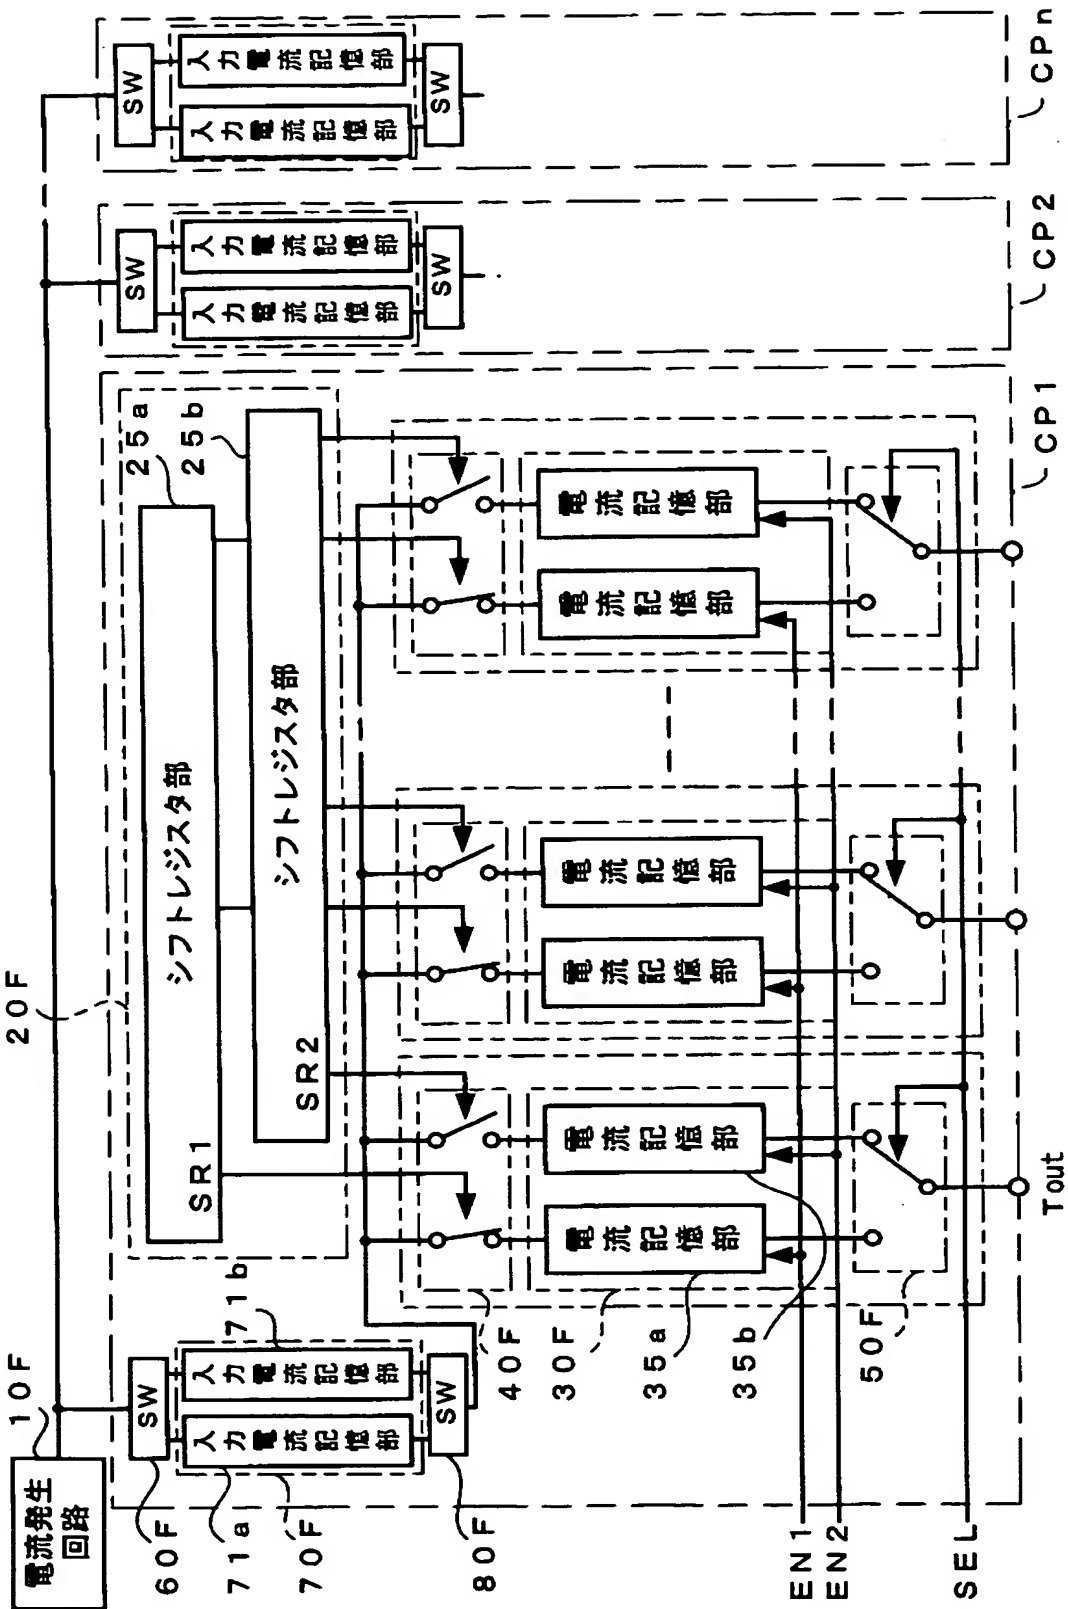 電流発生
回路
10F
20F
25a
25b
シフトレジスタ部
SR1
シフトレジスタ部
SR2
SW
入力電流記憶部
入力電流記憶部
SW
60F
71a
71b
70F
80F
SW
入力電流記憶部
入力電流記憶部
SW
SW
入力電流記憶部
入力電流記憶部
SW
電流記憶部
電流記憶部
電流記憶部
電流記憶部
電流記憶部
電流記憶部
40F
30F
35a
35b
50F
EN1
EN2
SEL
Tout
CP1
CP2
CPn